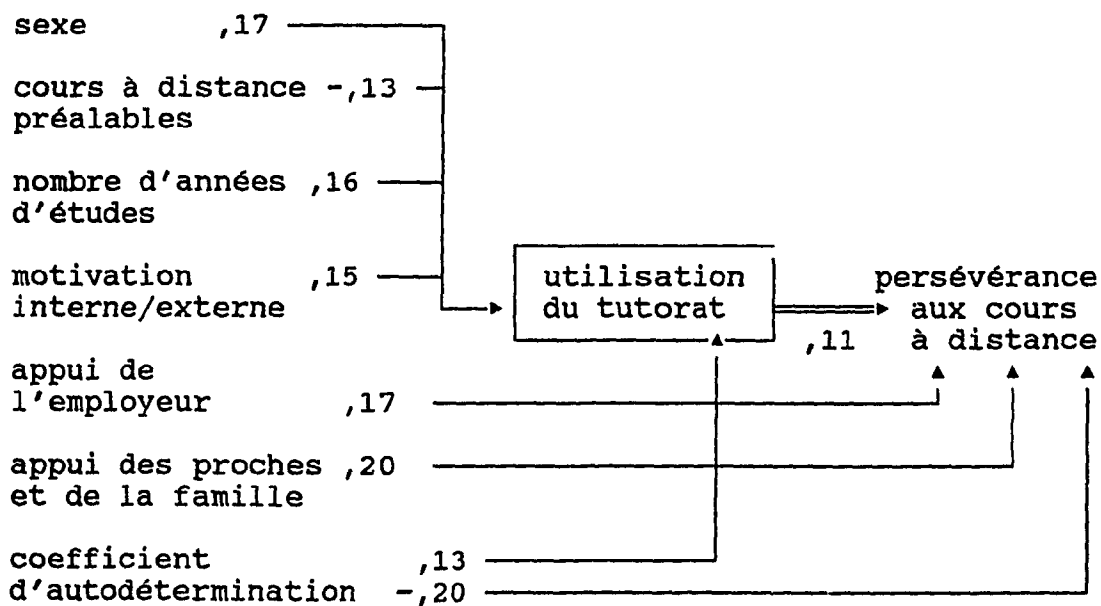 sexe ,17
cours à distance -,13
préalables
nombre d'années ,16
d'études
motivation ,15
interne/externe
utilisation
du tutorat
,11
persévérance
aux cours
à distance
appui de
l'employeur ,17
appui des proches ,20
et de la famille
coefficient ,13
d'autodétermination -,20